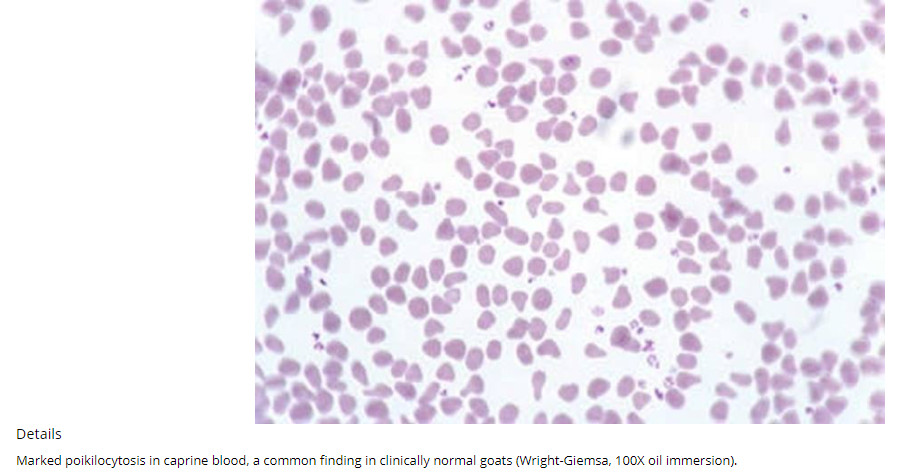 Details
Marked poikilocytosis in caprine blood, a common finding in clinically normal goats (Wright-Giemsa, 100X oil immersion).